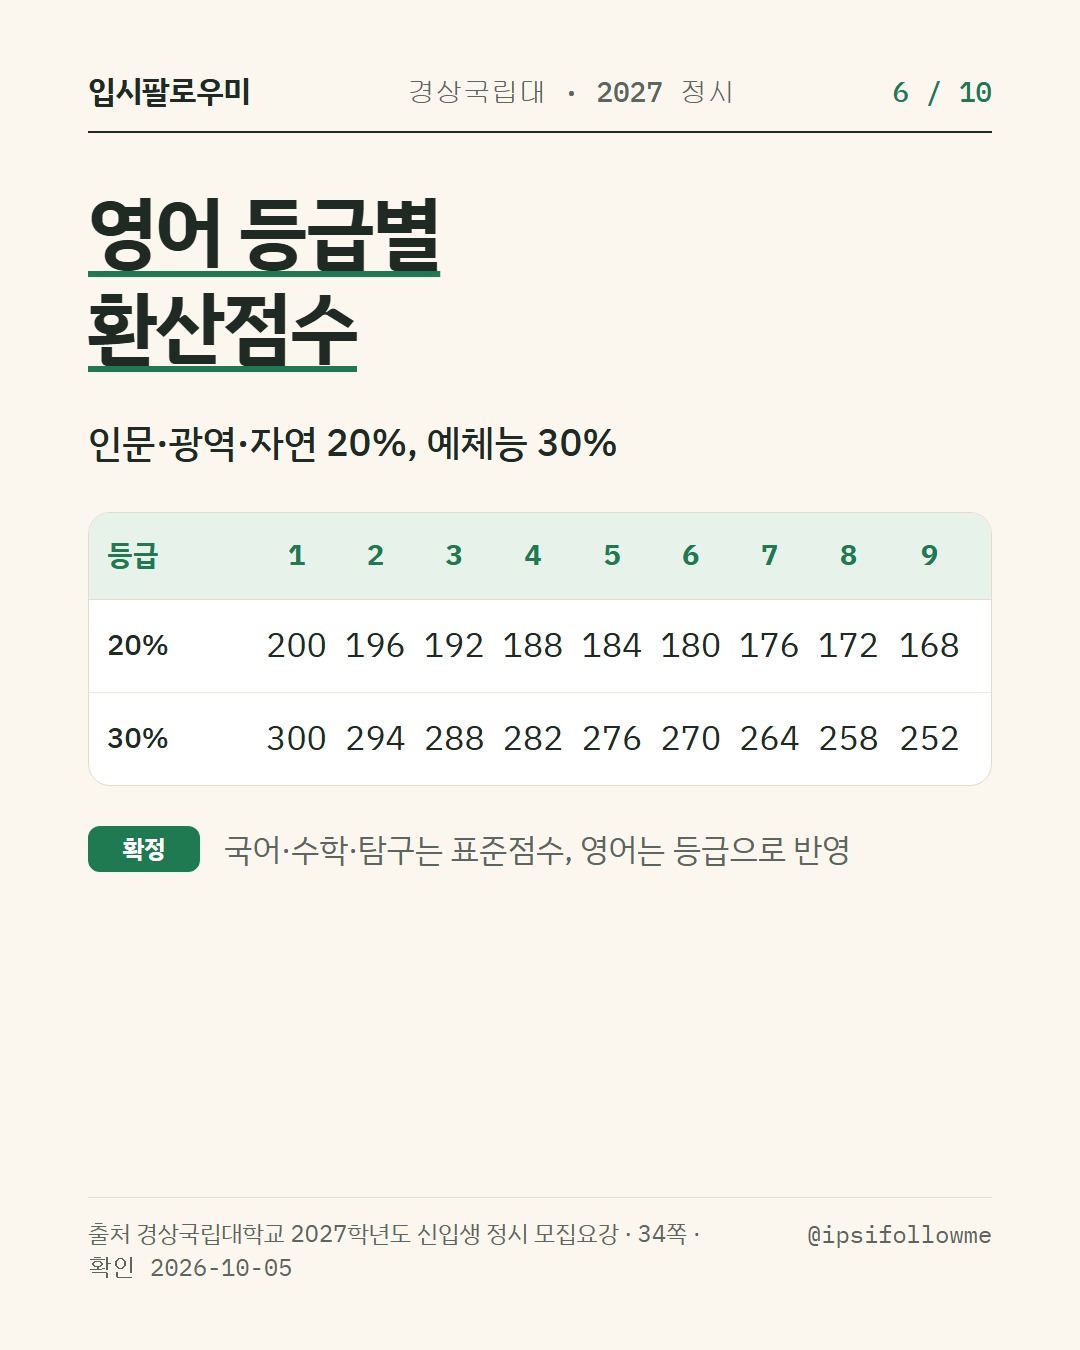 입시팔로우미
경상국립대 · 2027 정시
6 / 10
영어 등급별
환산점수
인문·광역·자연 20%, 예체능 30%
등급 1 2 3 4 5 6 7 8 9
20% 200 196 192 188 184 180 176 172 168
30% 300 294 288 282 276 270 264 258 252
확정 국어·수학·탐구는 표준점수, 영어는 등급으로 반영
출처 경상국립대학교 2027학년도 신입생 정시 모집요강 · 34쪽 ·
확인 2026-10-05
@ipsifollowme